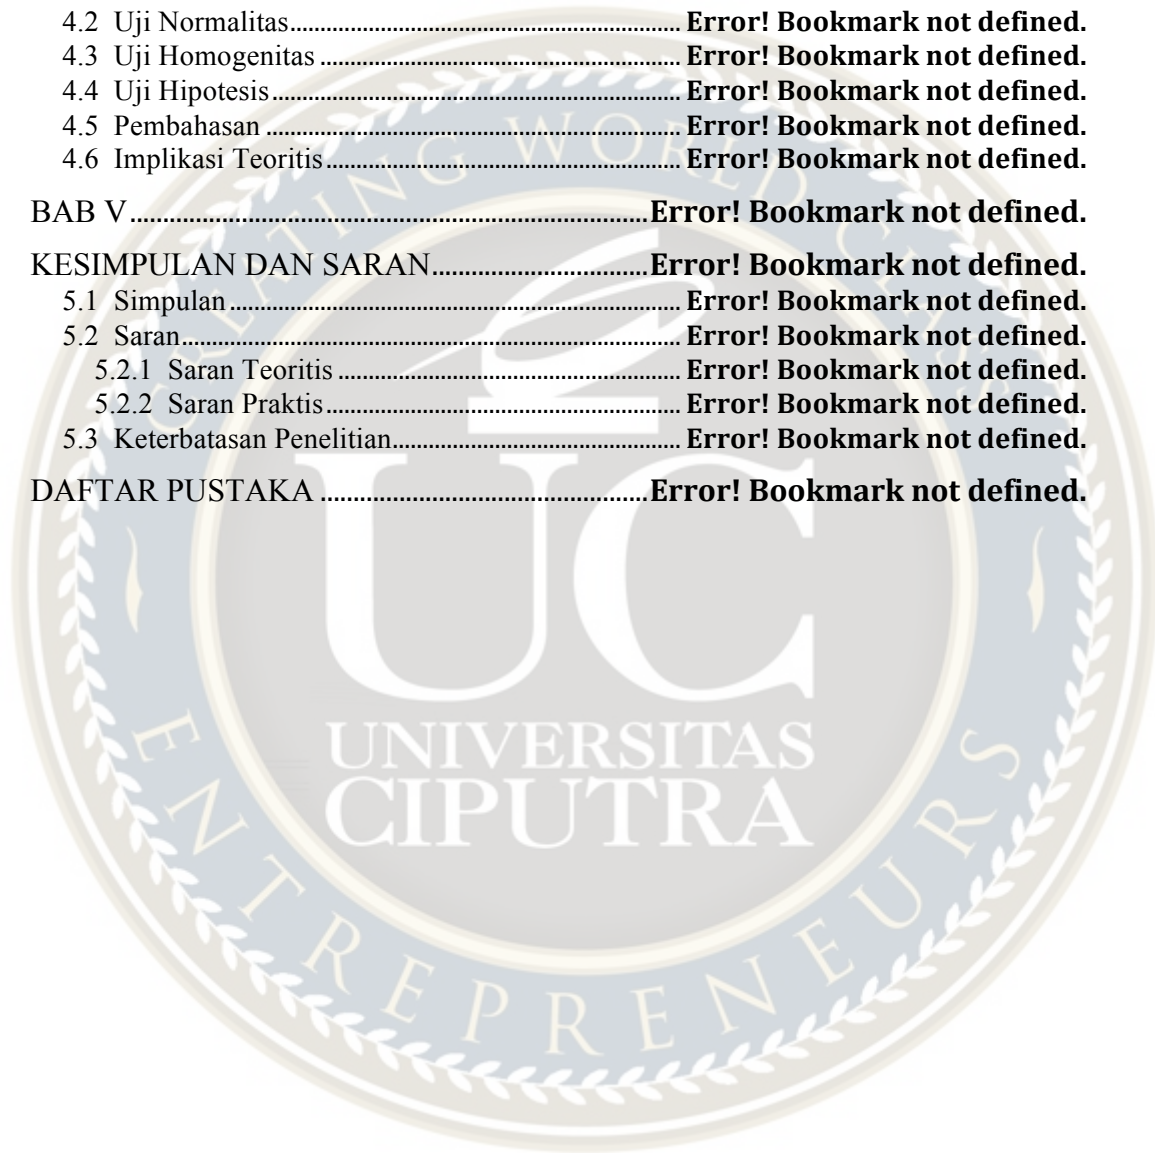 4.2 Uji Normalitas........................................ Error! Bookmark not defined.
4.3 Uji Homogenitas........................................ Error! Bookmark not defined.
4.4 Uji Hipotesis........................................ Error! Bookmark not defined.
4.5 Pembahasan........................................ Error! Bookmark not defined.
4.6 Implikasi Teoritis........................................ Error! Bookmark not defined.
BAB V........................................Error! Bookmark not defined.
KESIMPULAN DAN SARAN........................................Error! Bookmark not defined.
5.1 Simpulan........................................ Error! Bookmark not defined.
5.2 Saran........................................ Error! Bookmark not defined.
5.2.1 Saran Teoritis........................................ Error! Bookmark not defined.
5.2.2 Saran Praktis........................................ Error! Bookmark not defined.
5.3 Keterbatasan Penelitian........................................ Error! Bookmark not defined.
DAFTAR PUSTAKA........................................Error! Bookmark not defined.
CREATING WORLD CLASS
UC
UNIVERSITAS
CIPUTRA
ENTREPRENEURS